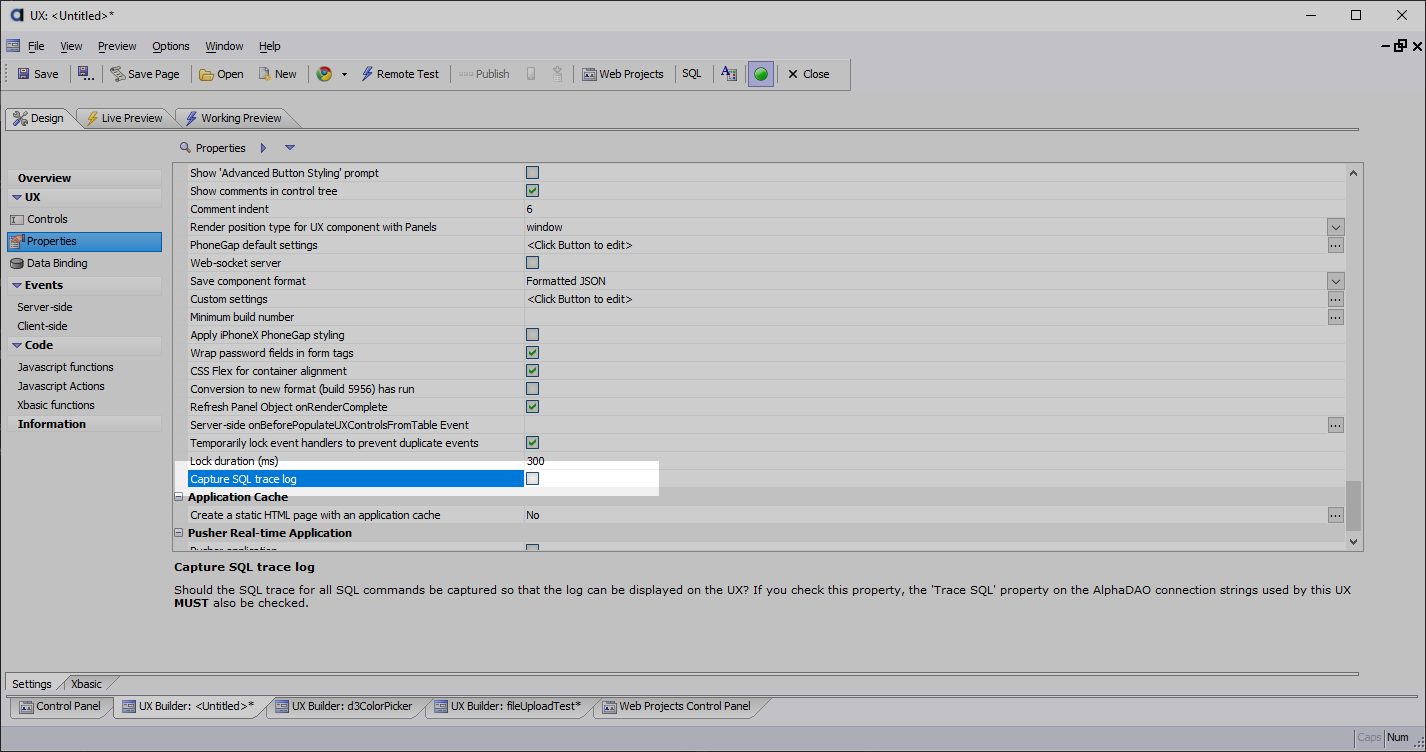 UX: <Untitled>*
File View Preview Options Window Help
Save Save Page Open New Remote Test Publish Web Projects SQL Close
Design Live Preview Working Preview
Properties
Overview
UX
Controls
Properties
Data Binding
Events
Server-side
Client-side
Code
Javascript functions
Javascript Actions
Xbasic functions
Information
Show 'Advanced Button Styling' prompt
Show comments in control tree
Comment indent 6
Render position type for UX component with Panels window
PhoneGap default settings <Click Button to edit>
Web-socket server
Save component format Formatted JSON
Custom settings <Click Button to edit>
Minimum build number
Apply iPhoneX PhoneGap styling
Wrap password fields in form tags
CSS Flex for container alignment
Conversion to new format (build 5956) has run
Refresh Panel Object onRenderComplete
Server-side onBeforePopulateUXControlsFromTable Event
Temporarily lock event handlers to prevent duplicate events
Lock duration (ms) 300
Capture SQL trace log
Application Cache
Create a static HTML page with an application cache No
Pusher Real-time Application
Pusher application
Capture SQL trace log
Should the SQL trace for all SQL commands be captured so that the log can be displayed on the UX? If you check this property, the 'Trace SQL' property on the AlphaDAO connection strings used by this UX
MUST also be checked.
Settings Xbasic
Control Panel UX Builder: <Untitled>* UX Builder: d3ColorPicker UX Builder: fileUploadTest* Web Projects Control Panel
Caps Num